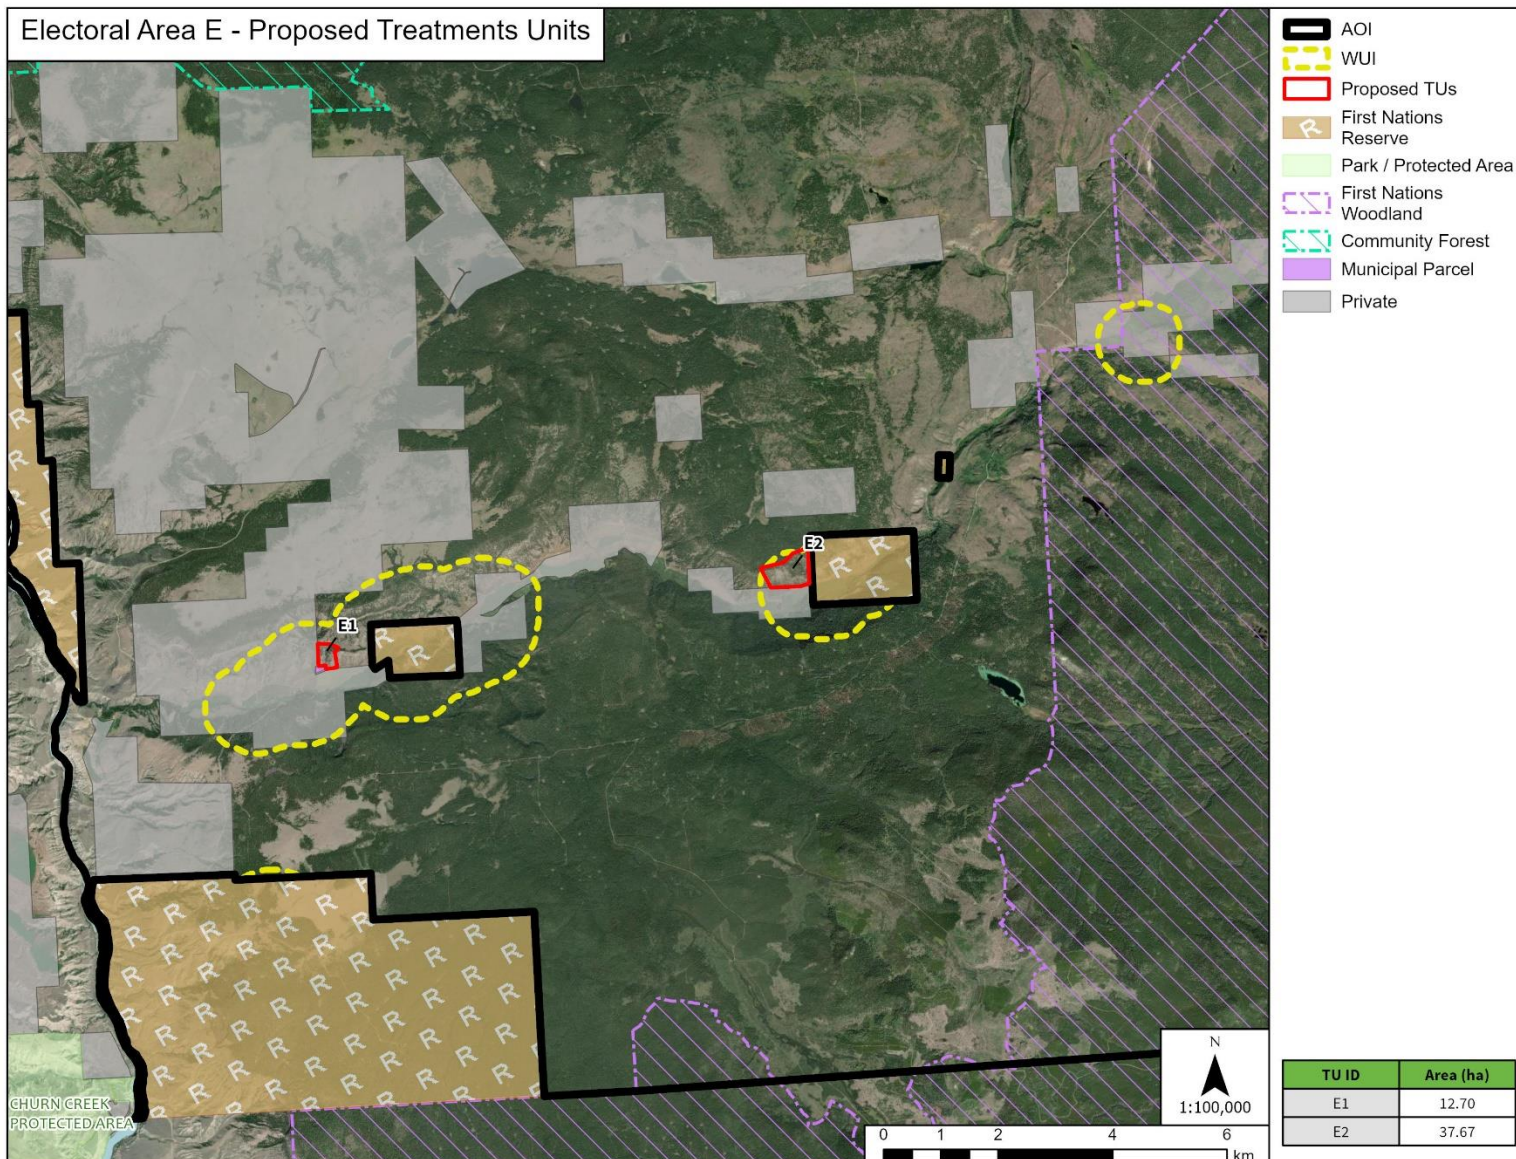 Electoral Area E - Proposed Treatments Units
AOI
WUI
Proposed TUs
First Nations
Reserve
Park / Protected Area
First Nations
Woodland
Community Forest
Municipal Parcel
Private
E2
E1
CHURN CREEK
PROTECTED AREA
N
1:100,000
0 1 2 4 6
km
TU ID Area (ha)
E1 12.70
E2 37.67